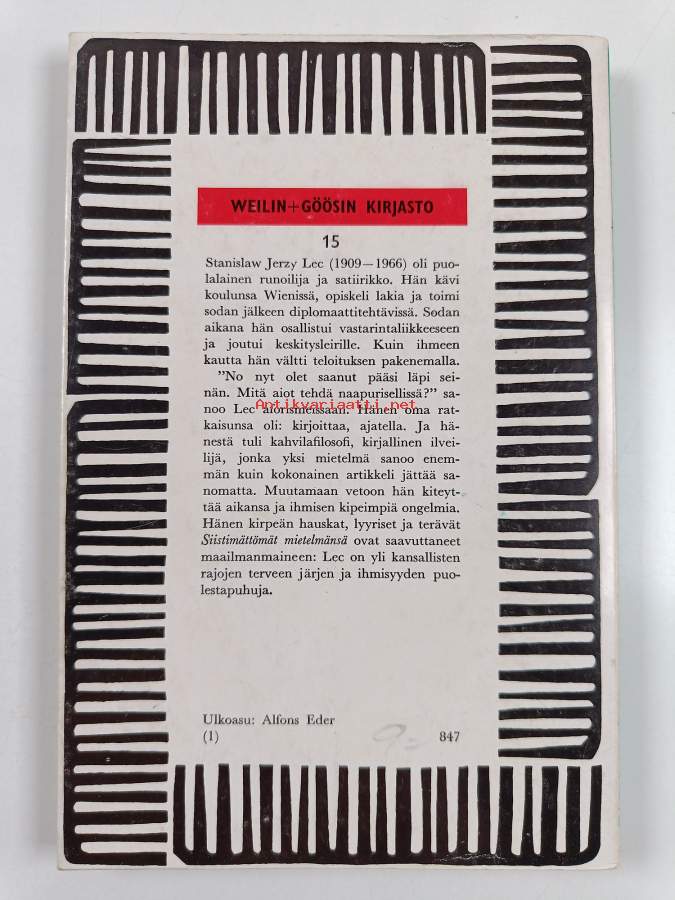 WEILIN+GÖÖSIN KIRJASTO
15
Stanislaw Jerzy Lec (1909—1966) oli puo-
lalainen runoilija ja satiirikko. Hän kävi
koulunsa Wienissä, opiskeli lakia ja toimi
sodan jälkeen diplomaattitehtävissä. Sodan
aikana hän osallistui vastarintaliikkeeseen
ja joutui keskitysleirille. Kuin ihmeen
kautta hän vältti teloituksen pakenemalla.
”No nyt olet saanut pääsi läpi sei-
nän. Mitä aiot tehdä naapurisellissä?” sa-
Antikvariaatti.net
noo Lec aforismeissaan. Hänen oma rat-
kaisunsa oli: kirjoittaa, ajatella. Ja hä-
nestä tuli kahvilafilosofi, kirjallinen ilvei-
lijä, jonka yksi mietelmä sanoo enem-
män kuin kokonainen artikkeli jättää sa-
nomatta. Muutamaan vetoon hän kiteyt-
tää aikansa ja ihmisen kipeimpiä ongelmia.
Hänen kirpeän hauskat, lyyriset ja terävät
Siistimättömät mietelmänsä ovat saavuttaneet
maailmanmaineen: Lec on yli kansallisten
rajojen terveen järjen ja ihmisyyden puo-
lestapuhuja.
Ulkoasu: Alfons Eder
(1) 847